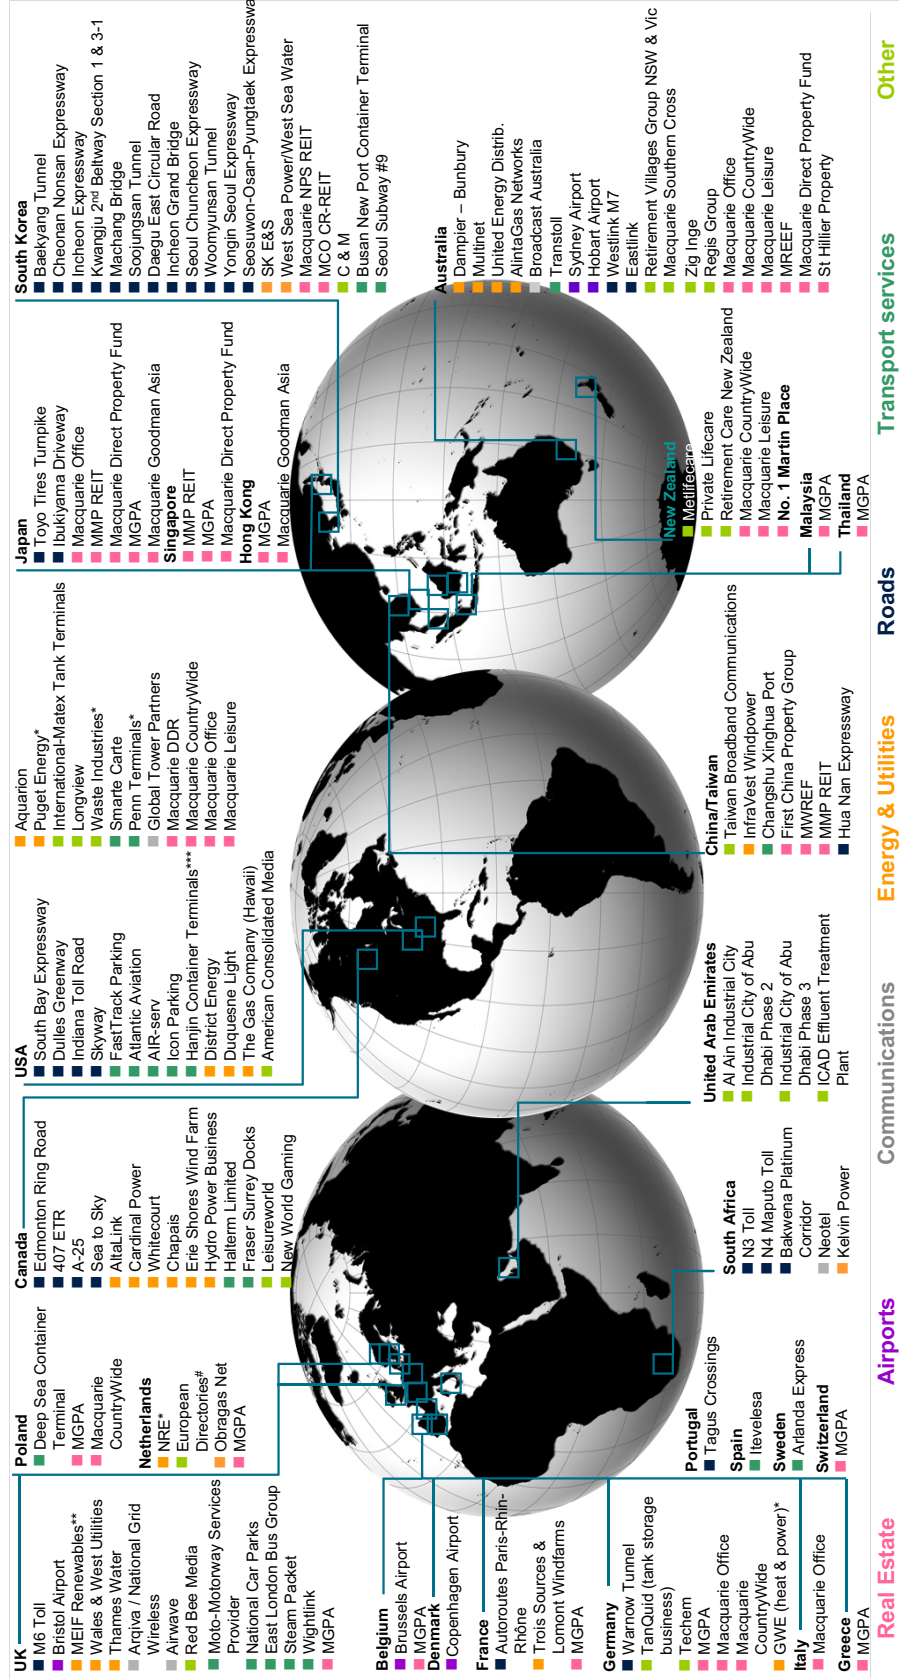 UK
M6 Toll
Bristol Airport
MEIF Renewables**
Wales & West Utilities
Thames Water
Arqiva / National Grid
Wireless
Airwave
Red Bee Media
Moto-Motorway Services
Provider
National Car Parks
East London Bus Group
Steam Packet
Wightlink
MGPA
Belgium
Brussels Airport
MGPA
Denmark
Copenhagen Airport
France
Autoroutes Paris-Rhin-
Rhône
Trois Sources &
Lomont Windfarms
MGPA
Germany
Warnow Tunnel
TanQuid (tank storage
business)
Techem
MGPA
Macquarie Office
Macquarie
CountryWide
GWE (heat & power)*
Italy
Macquarie Office
Greece
MGPA
Poland
Deep Sea Container
Terminal
MGPA
Macquarie
CountryWide
Netherlands
NRE*
European
Directories#
Obragas Net
MGPA
Portugal
Tagus Crossings
Spain
Itevelesa
Sweden
Arlanda Express
Switzerland
MGPA
Canada
Edmonton Ring Road
407 ETR
A-25
Sea to Sky
AltaLink
Cardinal Power
Whitecourt
Chapais
Erie Shores Wind Farm
Hydro Power Business
Halterm Limited
Fraser Surrey Docks
Leisureworld
New World Gaming
South Africa
N3 Toll
N4 Maputo Toll
Bakwena Platinum
Corridor
Neotel
Kelvin Power
USA
South Bay Expressway
Dulles Greenway
Indiana Toll Road
Skyway
FastTrack Parking
Atlantic Aviation
AIR-serv
Icon Parking
Hanjin Container Terminals***
District Energy
Duquesne Light
The Gas Company (Hawaii)
American Consolidated Media
Aquarion
Puget Energy*
International-Matex Tank Terminals
Longview
Waste Industries*
Smarte Carte
Penn Terminals*
Global Tower Partners
Macquarie DDR
Macquarie CountryWide
Macquarie Office
Macquarie Leisure
United Arab Emirates
Al Ain Industrial City
Industrial City of Abu
Dhabi Phase 2
Industrial City of Abu
Dhabi Phase 3
ICAD Effluent Treatment
Plant
China/Taiwan
Taiwan Broadband Communications
InfraVest Windpower
Changshu Xinghua Port
First China Property Group
MWREF
MMP REIT
Hua Nan Expressway
Japan
Toyo Tires Turnpike
Ibukiyama Driveway
Macquarie Office
MMP REIT
Macquarie Direct Property Fund
MGPA
Macquarie Goodman Asia
Singapore
MMP REIT
MGPA
Macquarie Direct Property Fund
Hong Kong
MGPA
Macquarie Goodman Asia
New Zealand
Metlifecare
Private Lifecare
Retirement Care New Zealand
Macquarie CountryWide
Macquarie Leisure
No. 1 Martin Place
Malaysia
MGPA
Thailand
MGPA
South Korea
Baekyang Tunnel
Cheonan Nonsan Expressway
Incheon Expressway
Kwangju 2nd Beltway Section 1 & 3-1
Machang Bridge
Soojungsan Tunnel
Daegu East Circular Road
Incheon Grand Bridge
Seoul Chuncheon Expressway
Woomyunsan Tunnel
Yongin Seoul Expressway
Seosuwon-Osan-Pyungtaek Expresswa
SK E&S
West Sea Power/West Sea Water
Macquarie NPS REIT
MCO CR-REIT
C & M
Busan New Port Container Terminal
Seoul Subway #9
Australia
Dampier – Bunbury
Multinet
United Energy Distrib.
AlintaGas Networks
Broadcast Australia
Transtoll
Sydney Airport
Hobart Airport
Westlink M7
Eastlink
Retirement Villages Group NSW & Vic
Macquarie Southern Cross
Zig Inge
Regis Group
Macquarie Office
Macquarie CountryWide
Macquarie Leisure
MREEF
Macquarie Direct Property Fund
St Hillier Property
Real Estate
Airports
Communications
Energy & Utilities
Roads
Transport services
Other